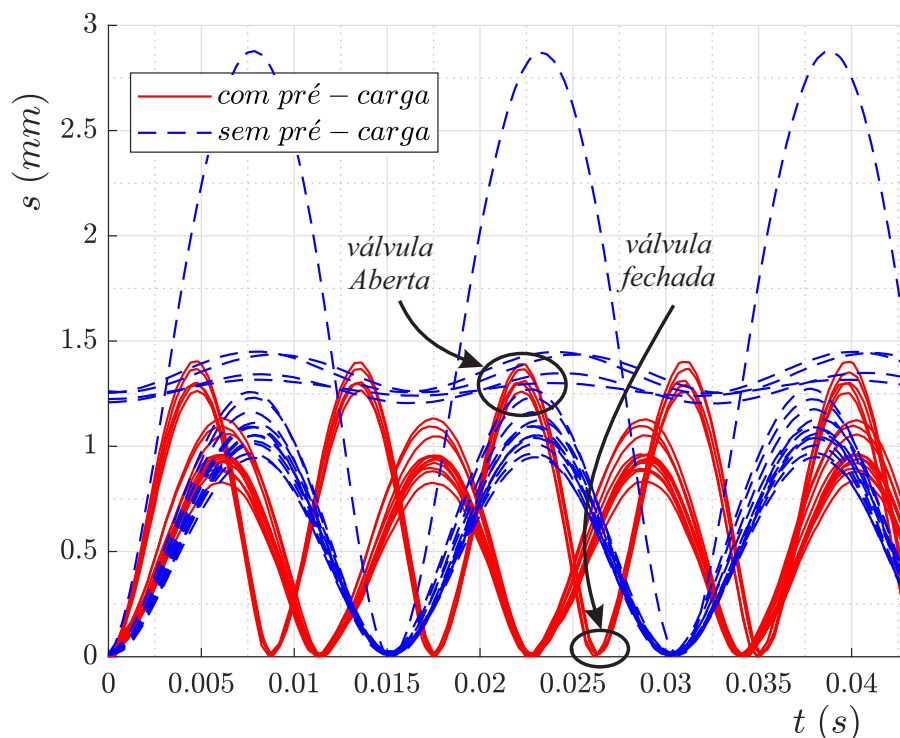 3
com pré − carga
sem pré − carga
2.5
s (mm)
2
válvula
Aberta
válvula
fechada
1.5
1
0.5
0
0 0.005 0.01 0.015 0.02 0.025 0.03 0.035 0.04
t (s)